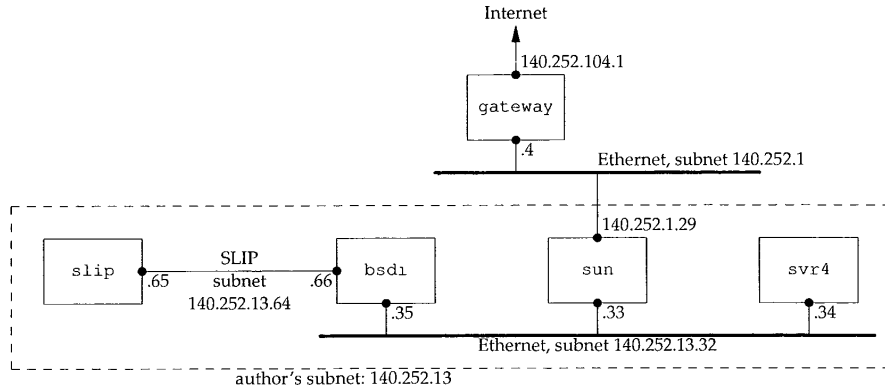 Internet
140.252.104.1
gateway
.4
Ethernet, subnet 140.252.1
140.252.1.29
slip
SLIP
bsdi
sun
svr4
.65
subnet
.66
140.252.13.64
.35
.33
.34
Ethernet, subnet 140.252.13.32
author's subnet: 140.252.13